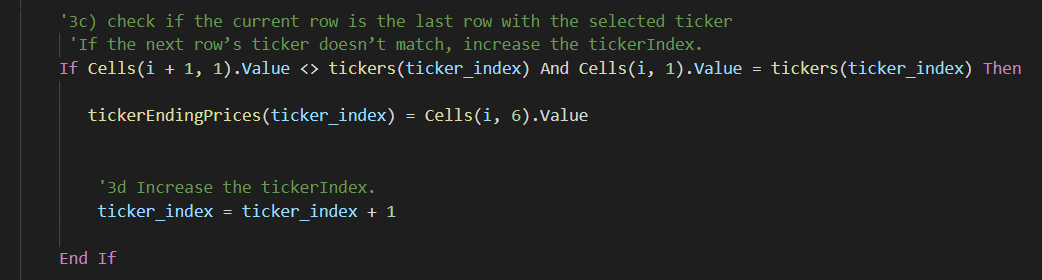 '3c) check if the current row is the last row with the selected ticker
'If the next row’s ticker doesn’t match, increase the tickerIndex.
If Cells(i + 1, 1).Value <> tickers(ticker_index) And Cells(i, 1).Value = tickers(ticker_index) Then
tickerEndingPrices(ticker_index) = Cells(i, 6).Value
'3d Increase the tickerIndex.
ticker_index = ticker_index + 1
End If